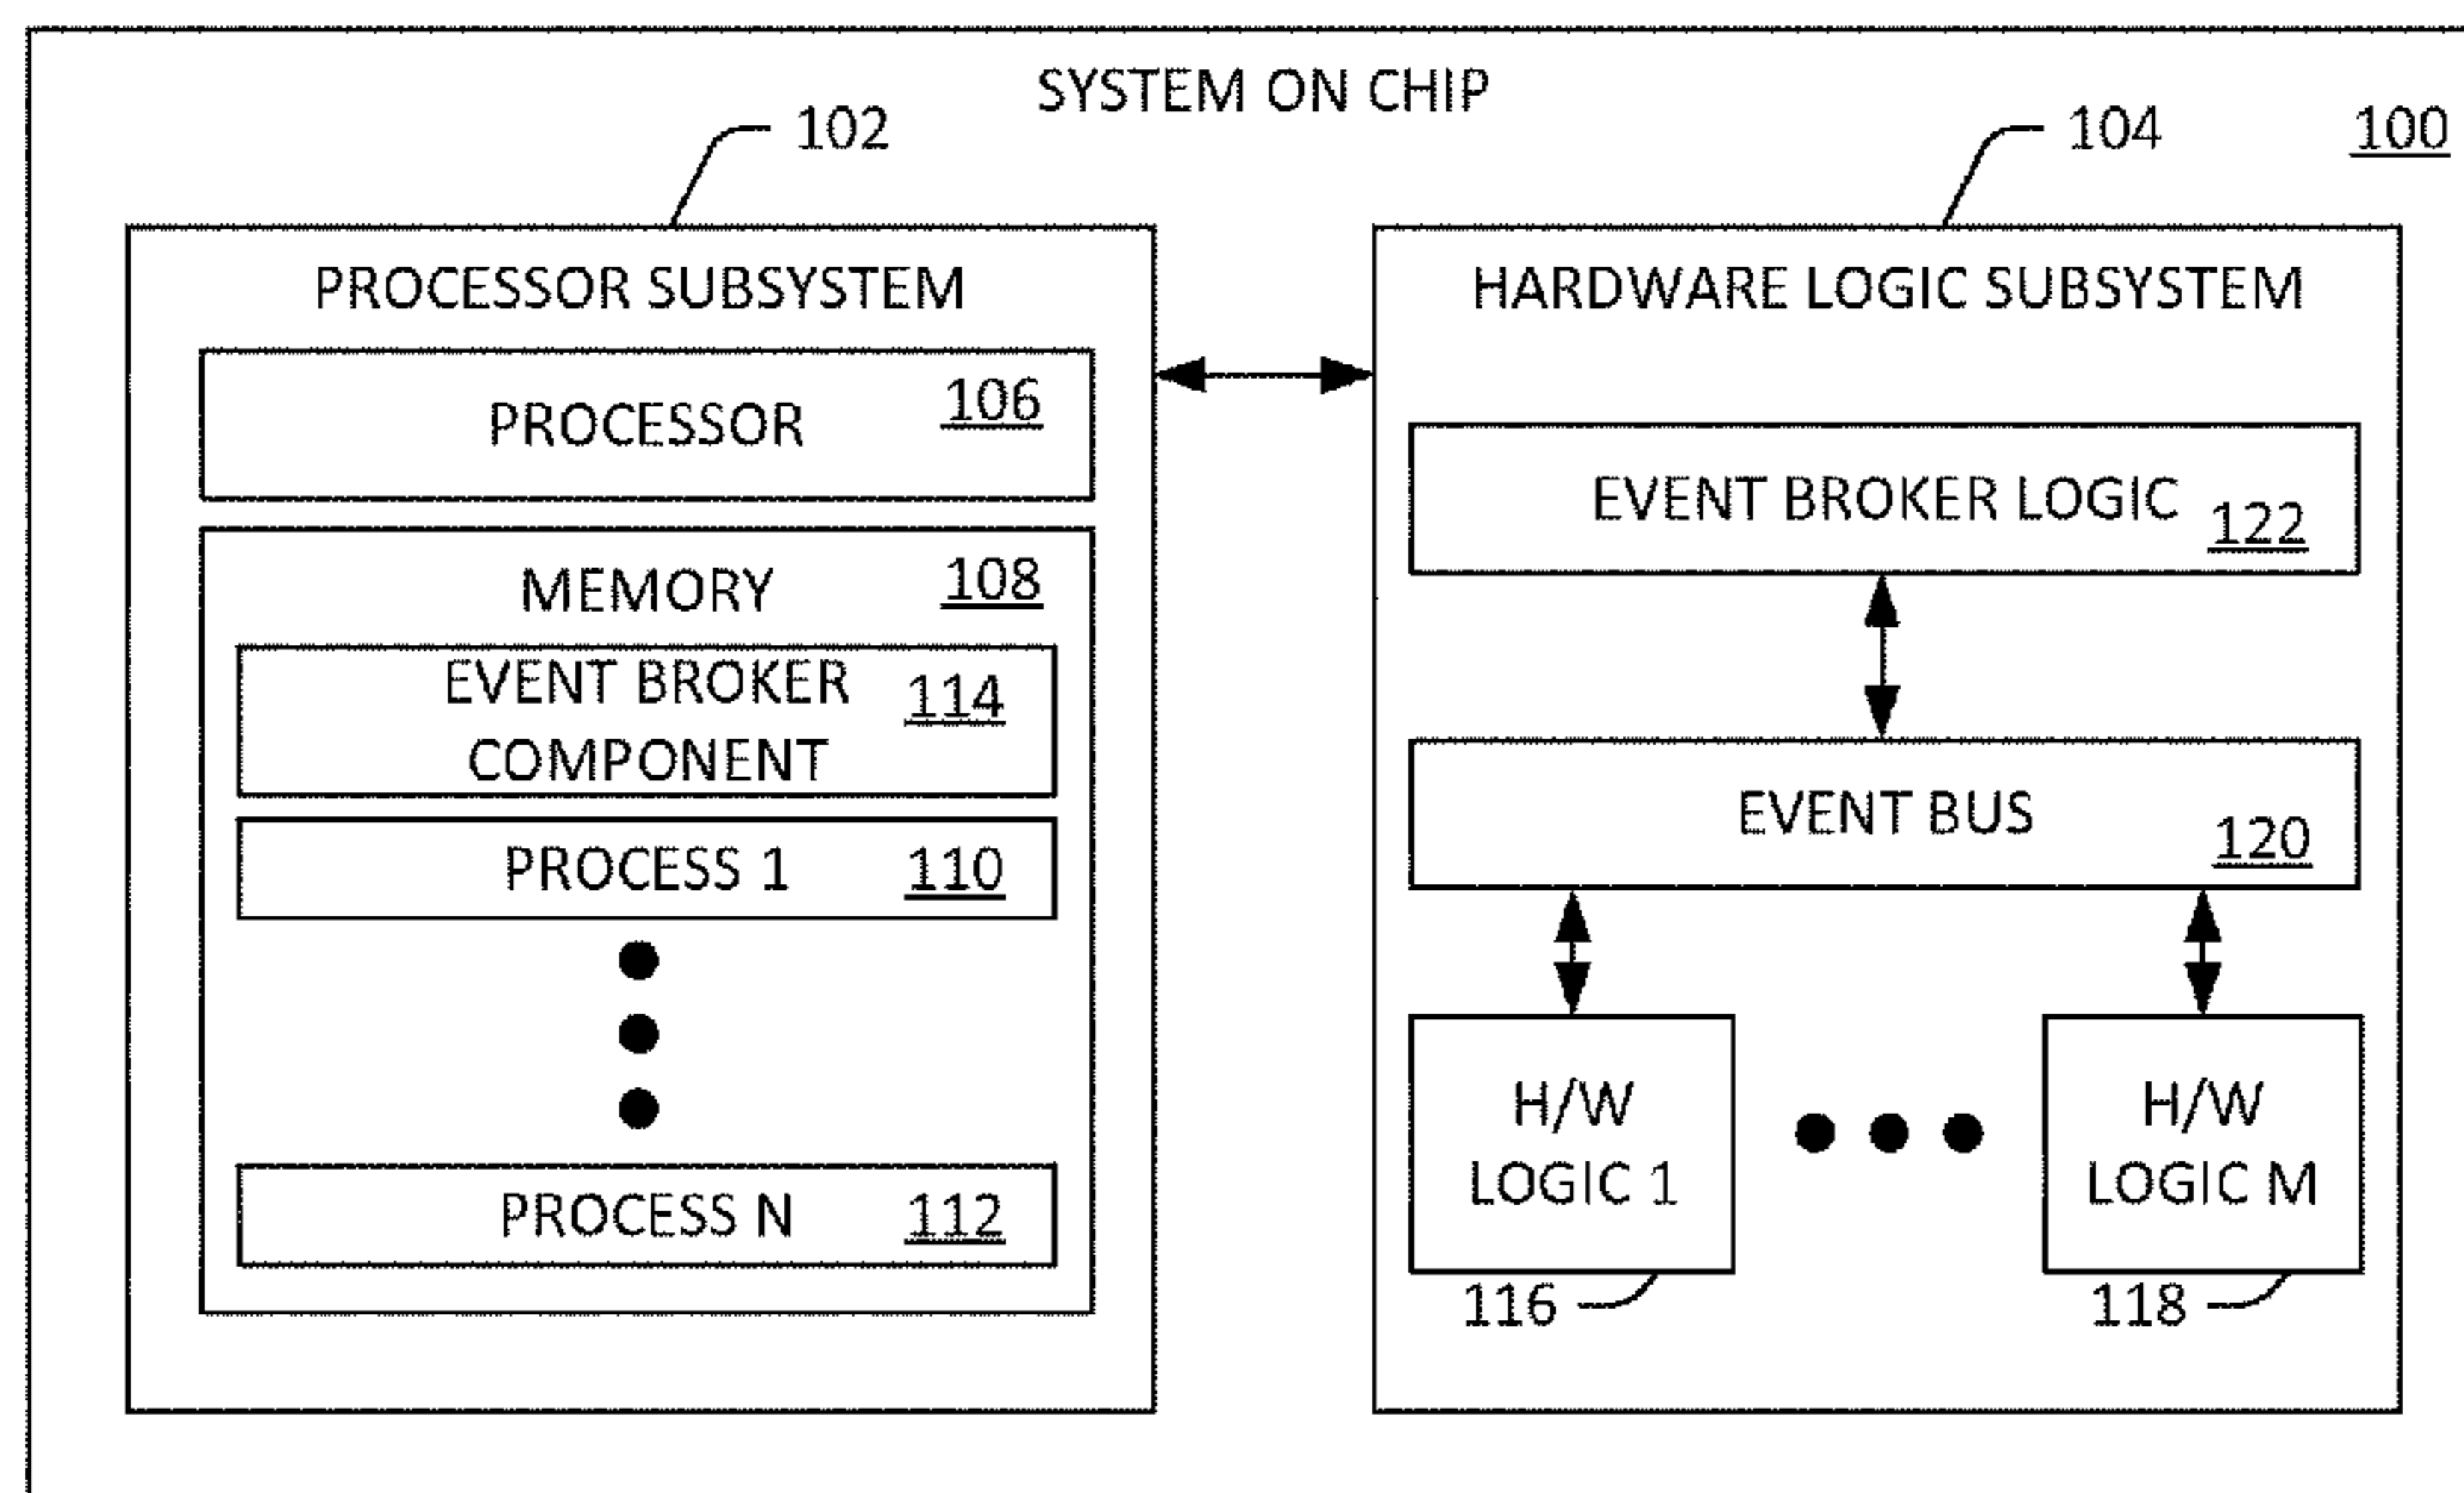 SYSTEM ON CHIP
102
104
100
PROCESSOR SUBSYSTEM
PROCESSOR
106
MEMORY
108
EVENT BROKER
COMPONENT
114
PROCESS 1
110
PROCESS N
112
HARDWARE LOGIC SUBSYSTEM
EVENT BROKER LOGIC
122
EVENT BUS
120
H/W
LOGIC 1
116
H/W
LOGIC M
118